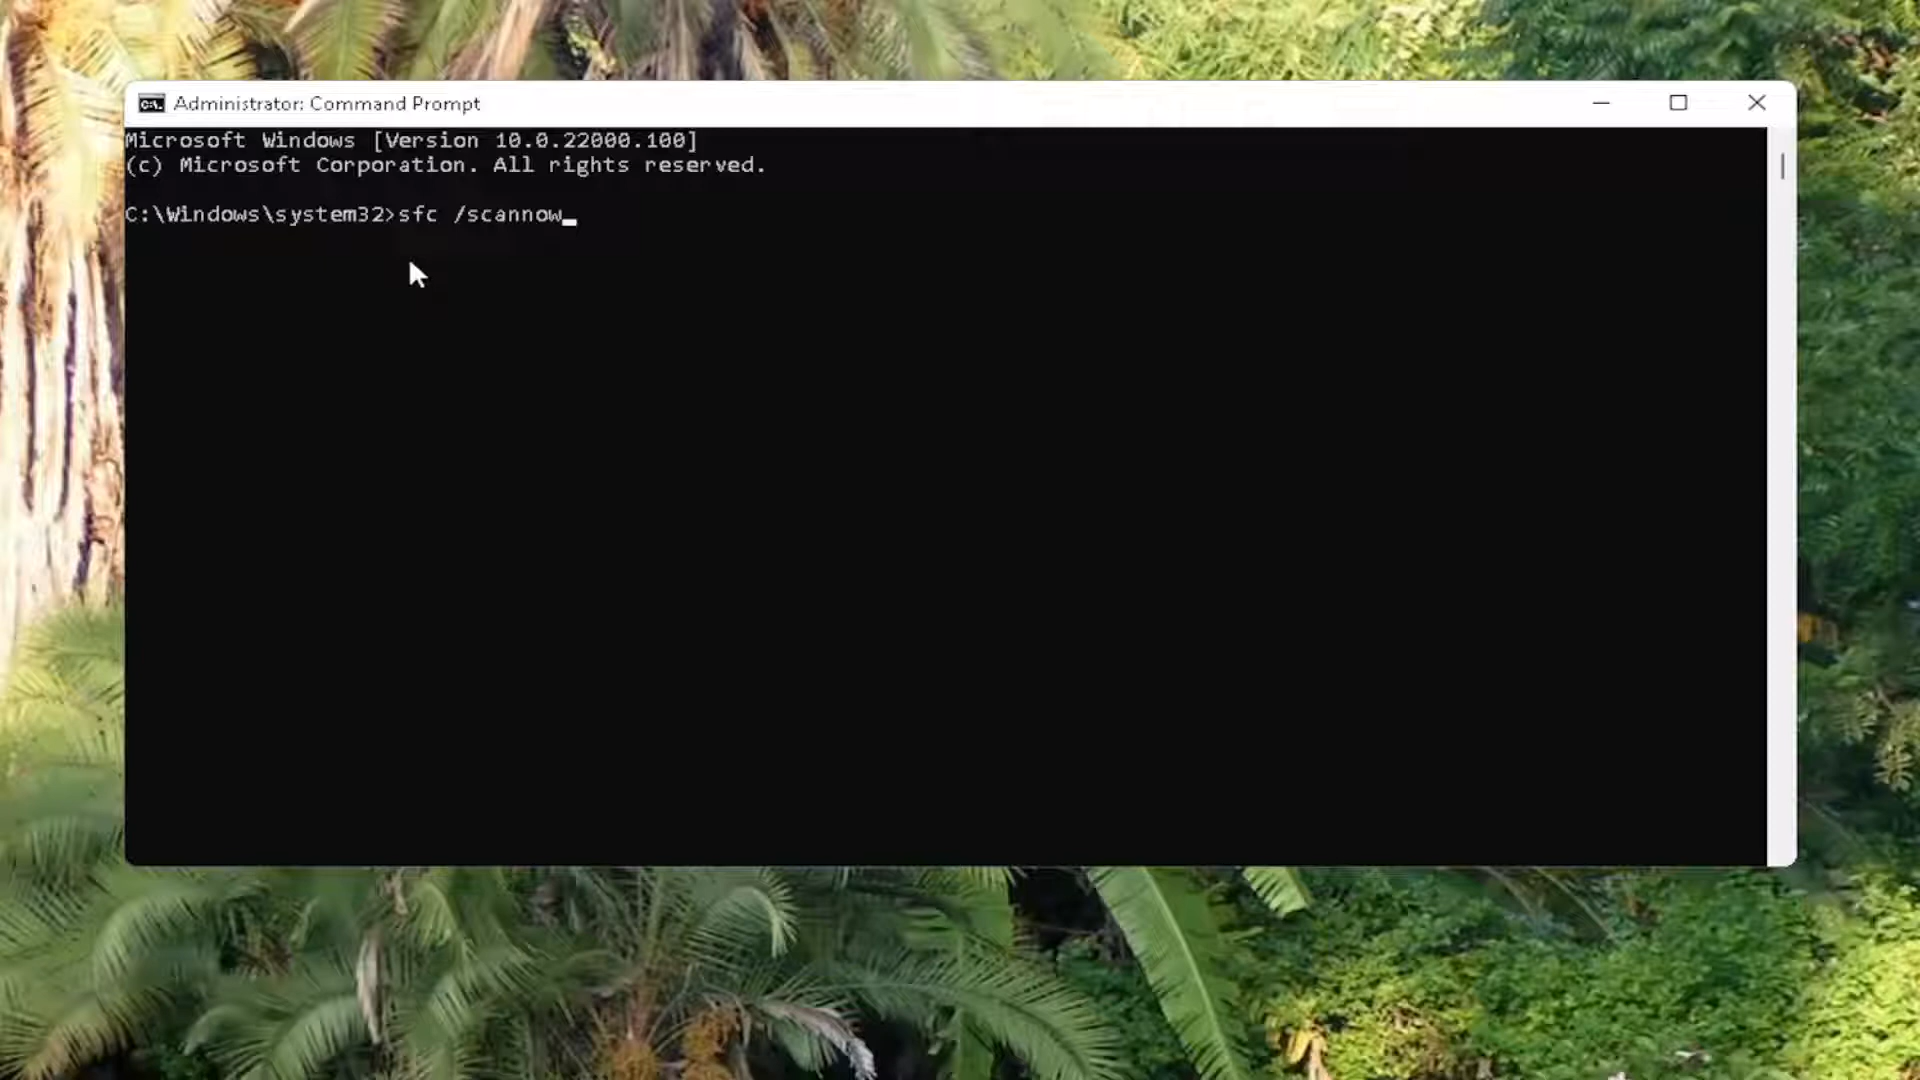 Administrator: Command Prompt
Microsoft Windows [Version 10.0.22000.100]
(c) Microsoft Corporation. All rights reserved.
C:\Windows\system32>sfc /scannow